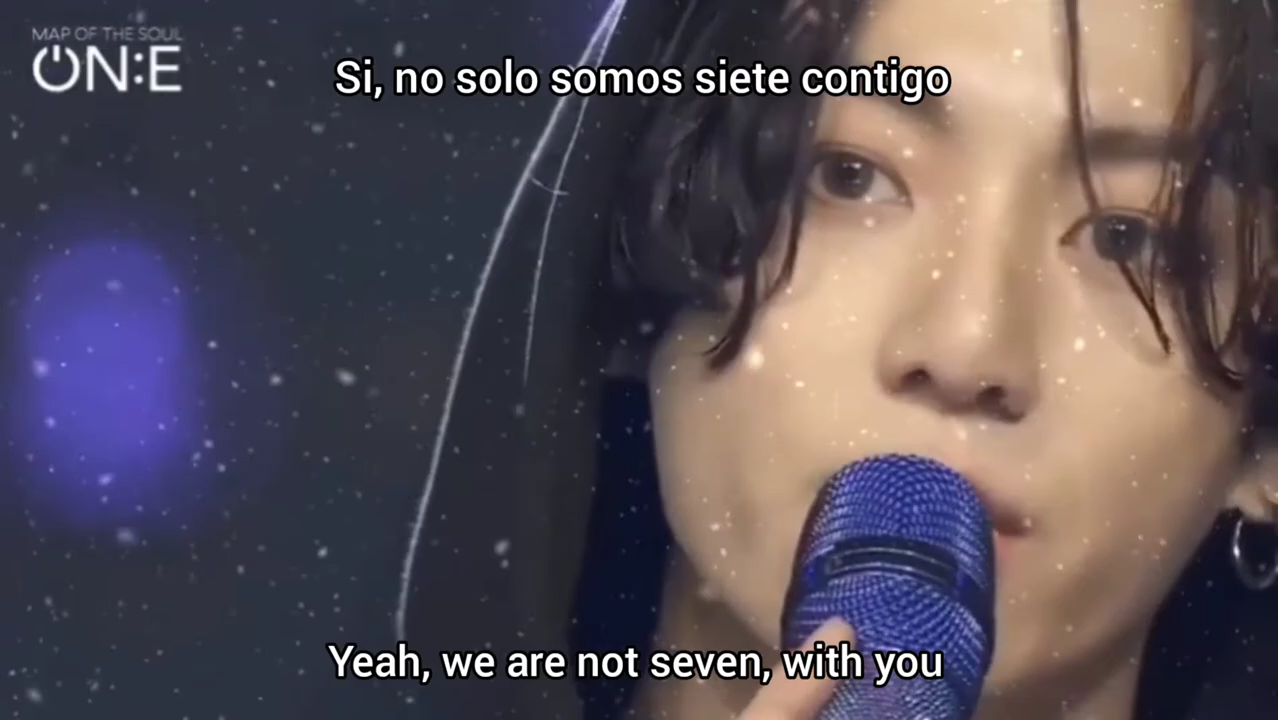 MAP OF THE SOUL
ON:E
Si, no solo somos siete contigo
Yeah, we are not seven, with you